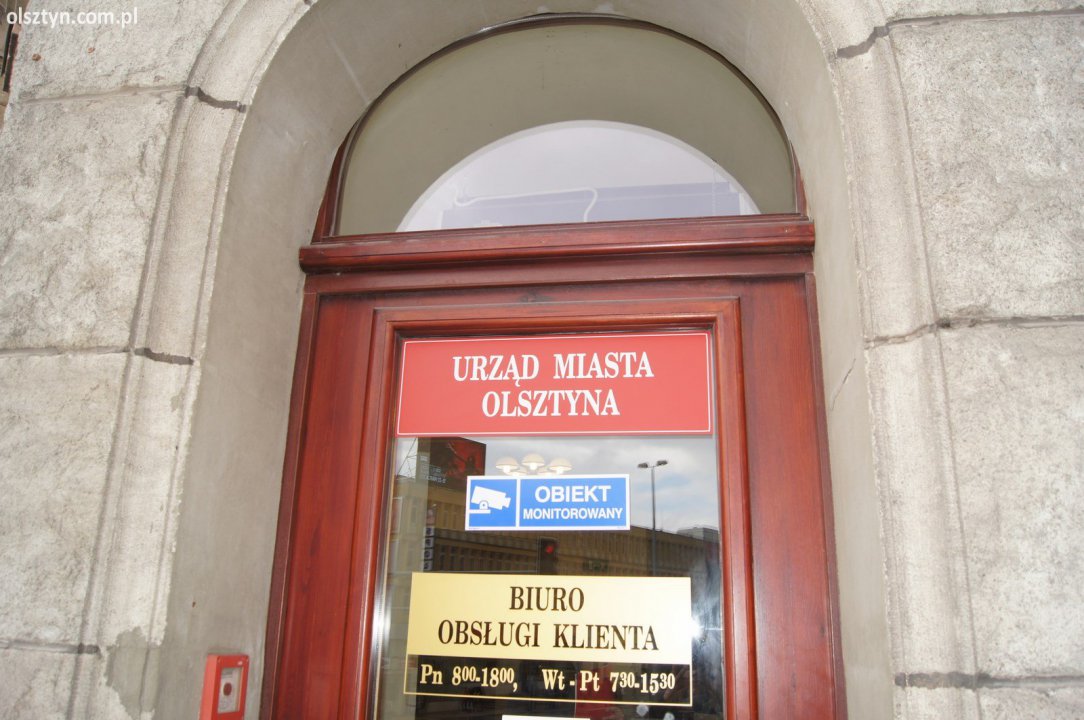 olsztyn.com.pl
URZĄD MIASTA
OLSZTYNA
OBIEKT
MONITOROWANY
BIURO
OBSŁUGI KLIENTA
Pn 8⁰⁰-18⁰⁰, Wt - Pt 7³⁰-15³⁰